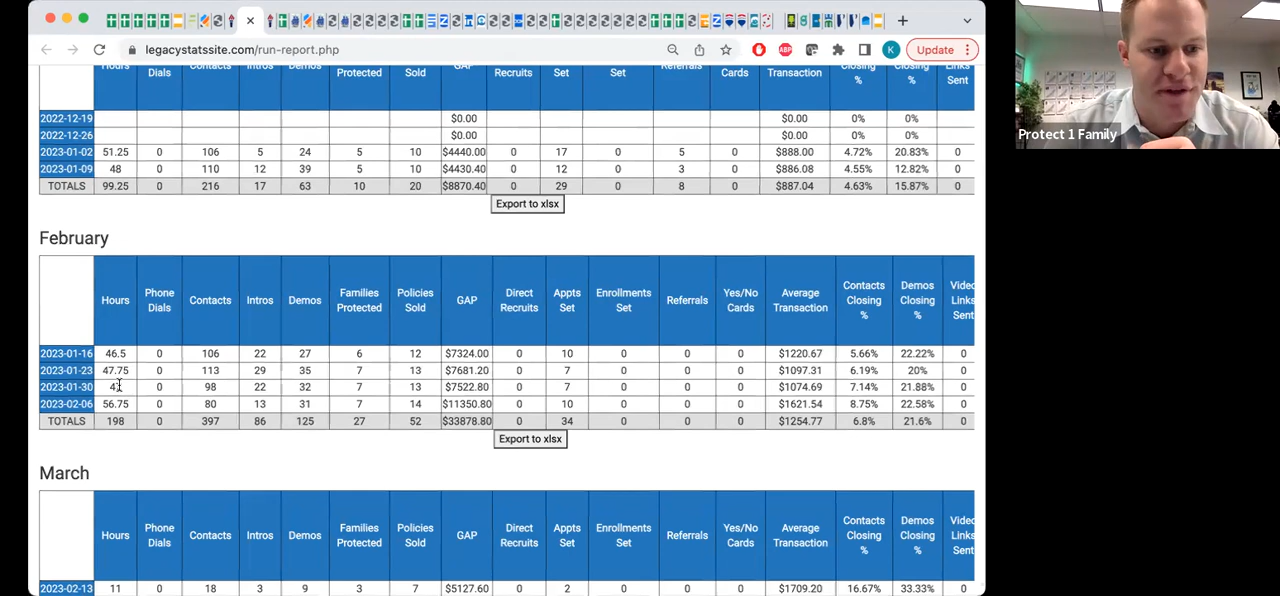 legacystatssite.com/run-report.php
K
Update
Protect 1 Family
Hours Dials Contacts Intros Demos Protected Sold GAP Recruits Set Set Referrals Cards Transaction Closing % Closing % Links Sent
2022-12-19 $0.00 $0.00 0% 0%
2022-12-26 $0.00 $0.00 0% 0%
2023-01-02 51.25 0 106 5 24 5 10 $4440.00 0 17 0 5 0 $888.00 4.72% 20.83% 0
2023-01-09 48 0 110 12 39 5 10 $4430.40 0 12 0 3 0 $886.08 4.55% 12.82% 0
TOTALS 99.25 0 216 17 63 10 20 $8870.40 0 29 0 8 0 $887.04 4.63% 15.87% 0
Export to xlsx
February
Hours Phone Dials Contacts Intros Demos Families Protected Policies Sold GAP Direct Recruits Appts Set Enrollments Set Referrals Yes/No Cards Average Transaction Contacts Closing % Demos Closing % Video Links Sent
2023-01-16 46.5 0 106 22 27 6 12 $7324.00 0 10 0 0 0 $1220.67 5.66% 22.22% 0
2023-01-23 47.75 0 113 29 35 7 13 $7681.20 0 7 0 0 0 $1097.31 6.19% 20% 0
2023-01-30 0 98 22 32 7 13 $7522.80 0 7 0 0 0 $1074.69 7.14% 21.88% 0
2023-02-06 56.75 0 80 13 31 7 14 $11350.80 0 10 0 0 0 $1621.54 8.75% 22.58% 0
TOTALS 198 0 397 86 125 27 52 $33878.80 0 34 0 0 0 $1254.77 6.8% 21.6% 0
Export to xlsx
March
Hours Phone Dials Contacts Intros Demos Families Protected Policies Sold GAP Direct Recruits Appts Set Enrollments Set Referrals Yes/No Cards Average Transaction Contacts Closing % Demos Closing % Video Links Sent
2023-02-13 11 0 18 3 9 3 7 $5127.60 0 2 0 0 0 $1709.20 16.67% 33.33% 0